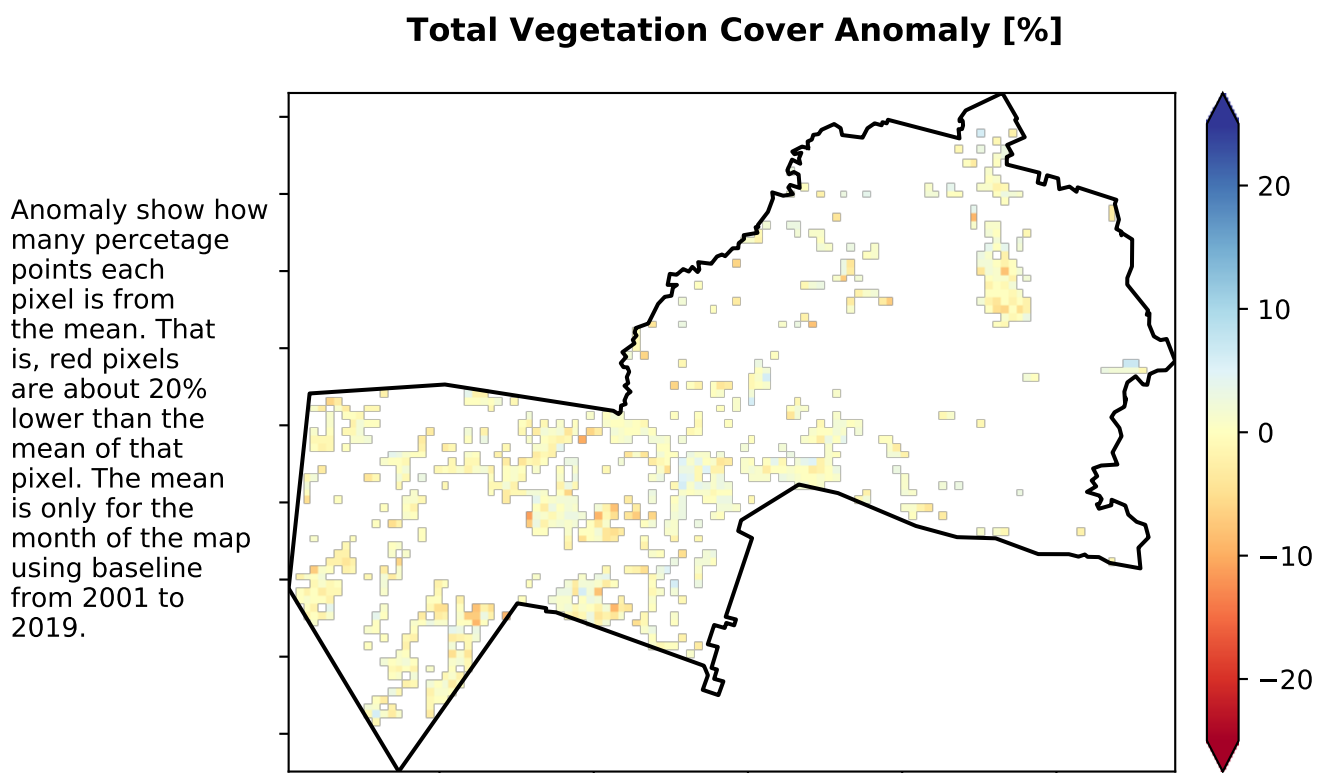 Total Vegetation Cover Anomaly [%]
Anomaly show how
many percetage
points each
pixel is from
the mean. That
is, red pixels
are about 20%
lower than the
mean of that
pixel. The mean
is only for the
month of the map
using baseline
from 2001 to
2019.
20
10
0
−10
−20